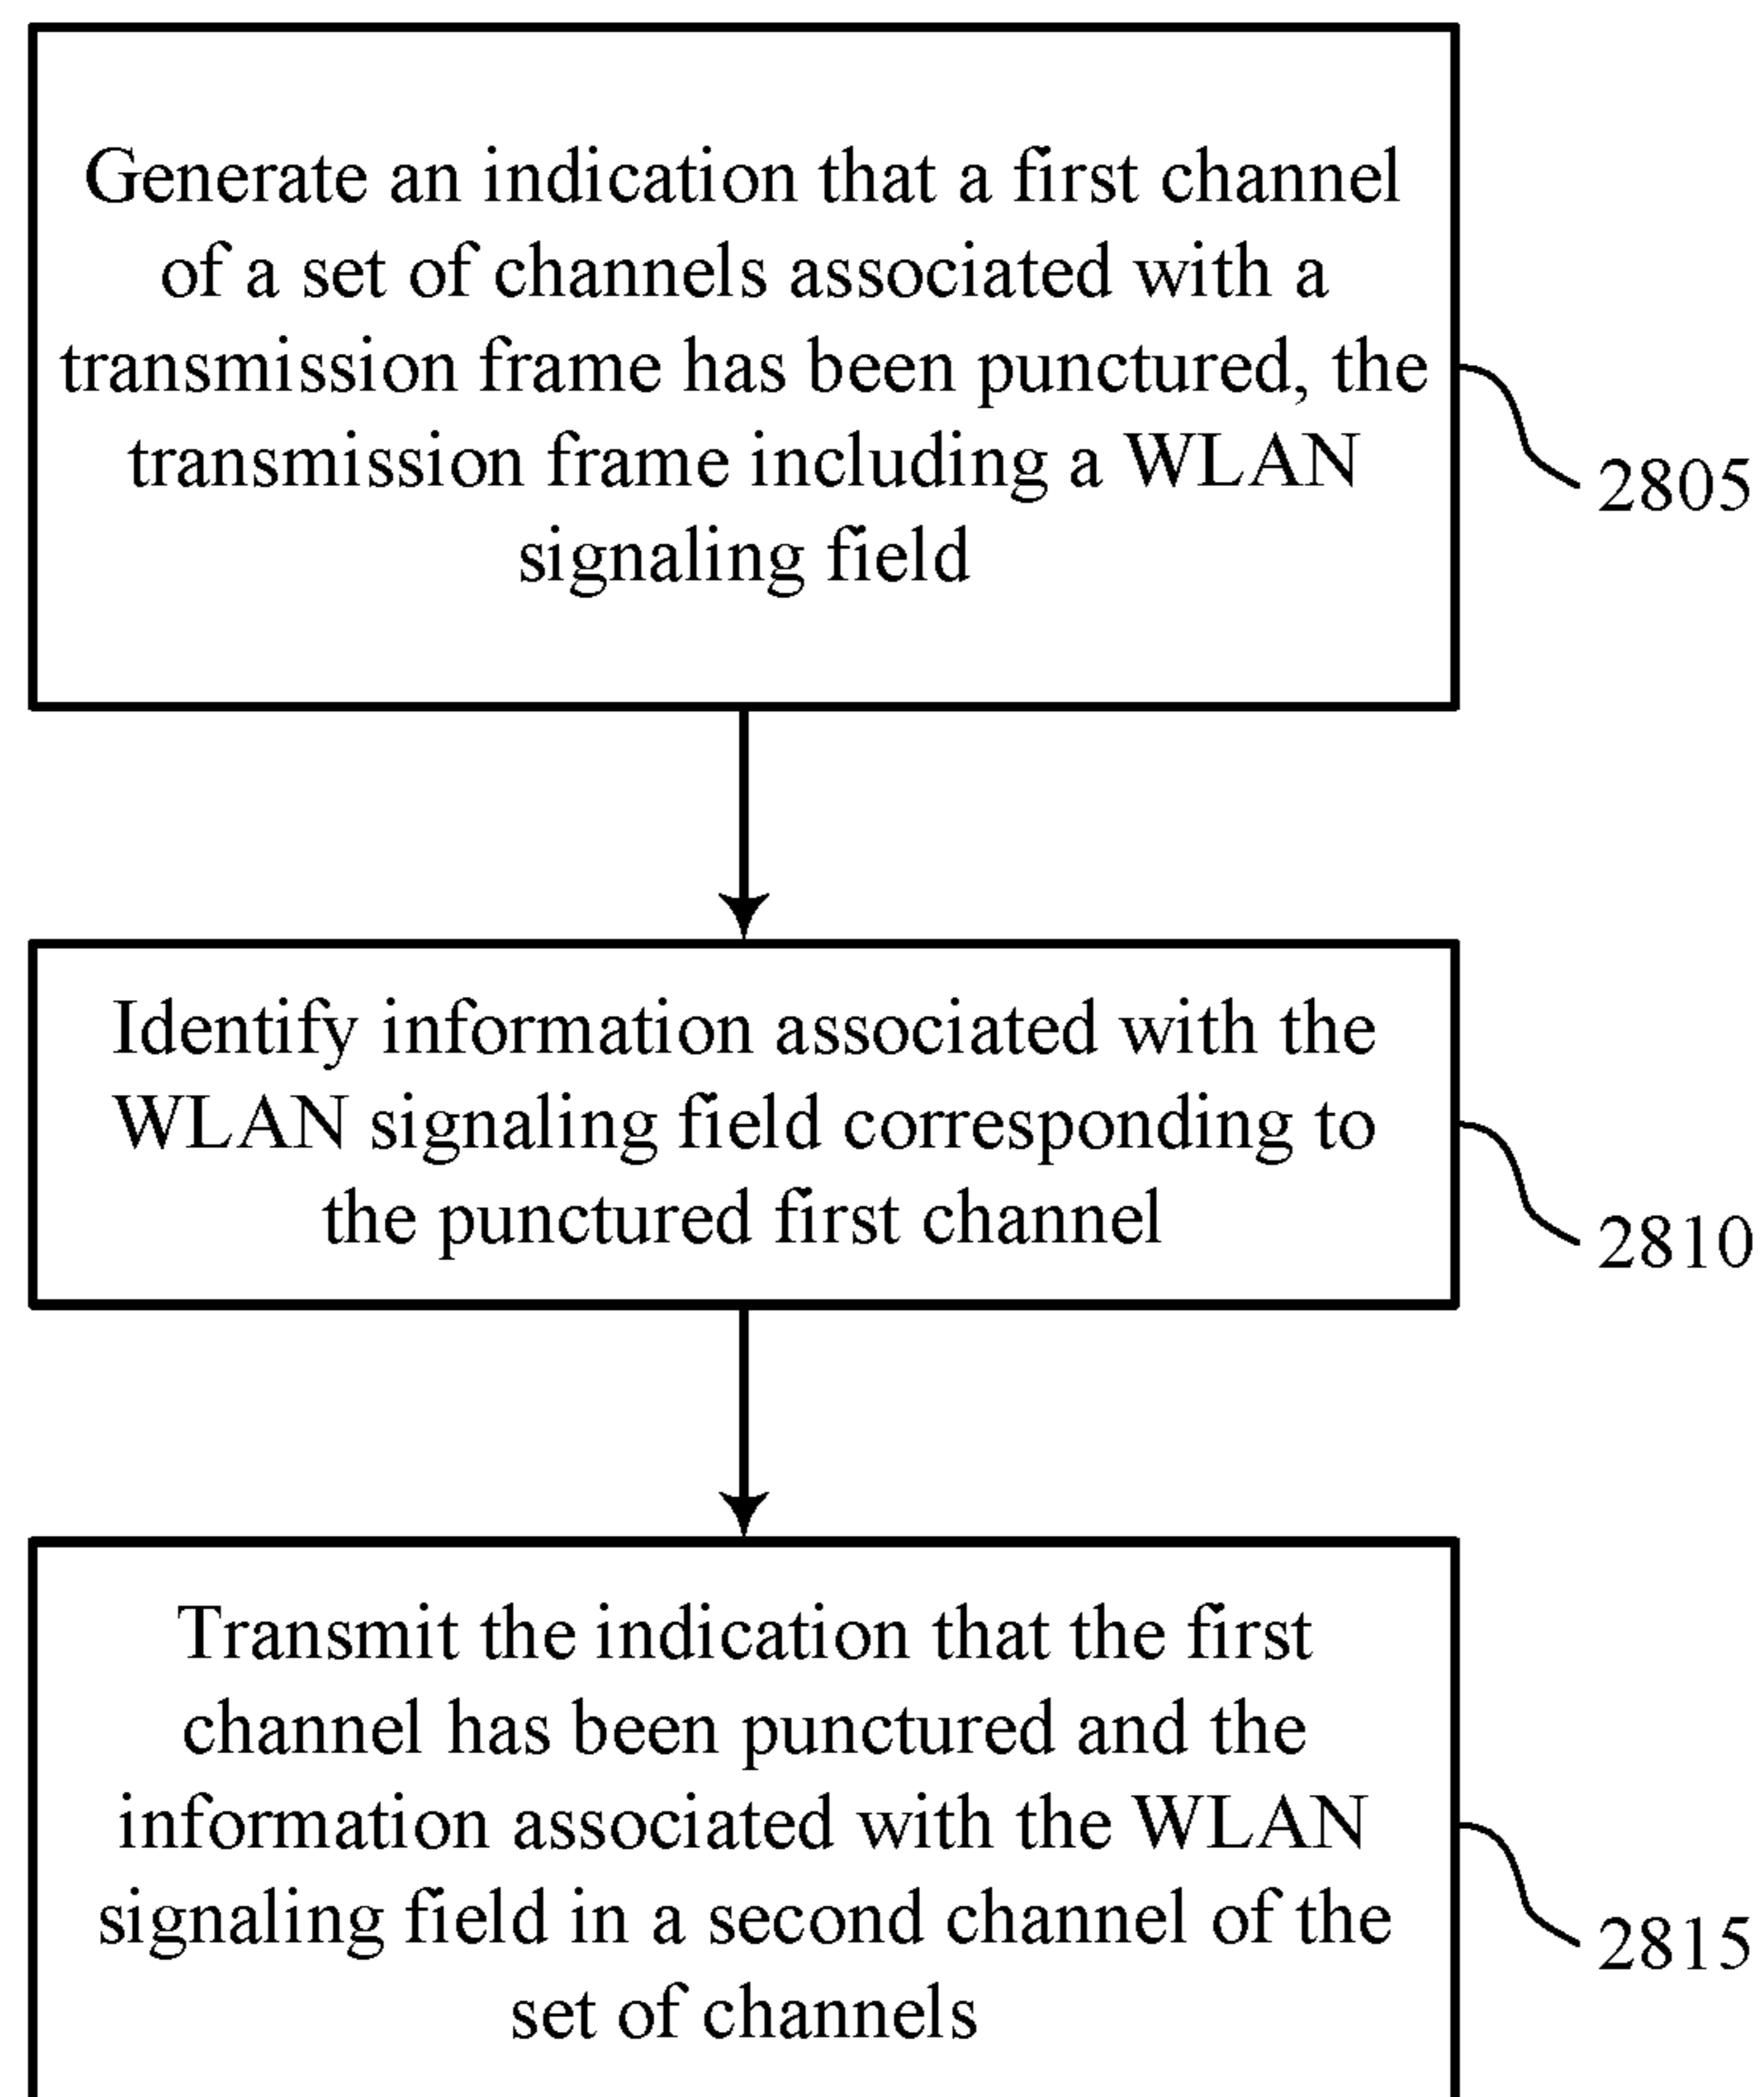 Generate an indication that a first channel
of a set of channels associated with a
transmission frame has been punctured, the
transmission frame including a WLAN
signaling field
2805
Identify information associated with the
WLAN signaling field corresponding to
the punctured first channel
2810
Transmit the indication that the first
channel has been punctured and the
information associated with the WLAN
signaling field in a second channel of the
set of channels
2815